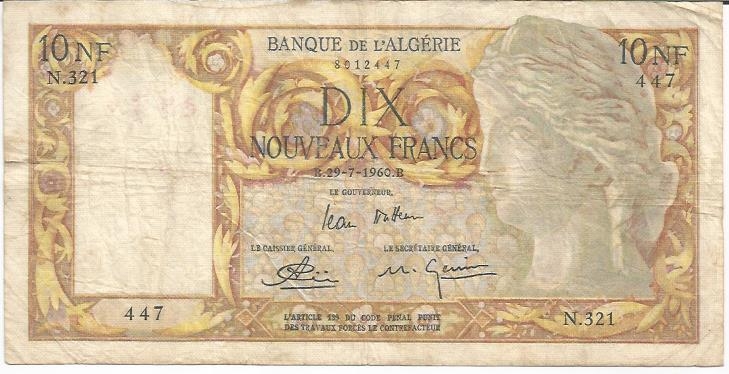 10 NF
BANQUE DE L'ALGÉRIE
10 NF
N.321
8012447
447
DIX
NOUVEAUX FRANCS
B.29-7-1960.B
LE GOUVERNEUR,
LE CAISSIER GÉNÉRAL,
LE SECRÉTAIRE GÉNÉRAL,
447
L'ARTICLE 139 DU CODE PENAL PUNIT
DES TRAVAUX FORCÉS LE CONTREFACTEUR
N.321